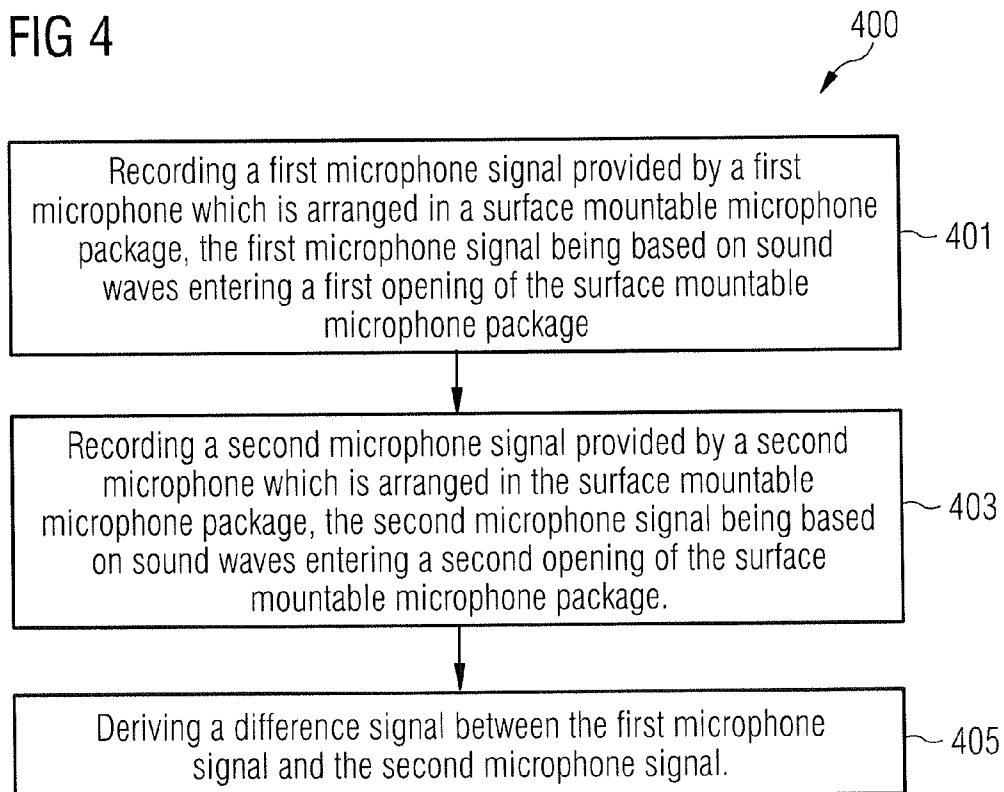 FIG 4
400
Recording a first microphone signal provided by a first
microphone which is arranged in a surface mountable microphone
package, the first microphone signal being based on sound
waves entering a first opening of the surface mountable
microphone package
401
Recording a second microphone signal provided by a second
microphone which is arranged in the surface mountable
microphone package, the second microphone signal being based
on sound waves entering a second opening of the surface
mountable microphone package.
403
Deriving a difference signal between the first microphone
signal and the second microphone signal.
405